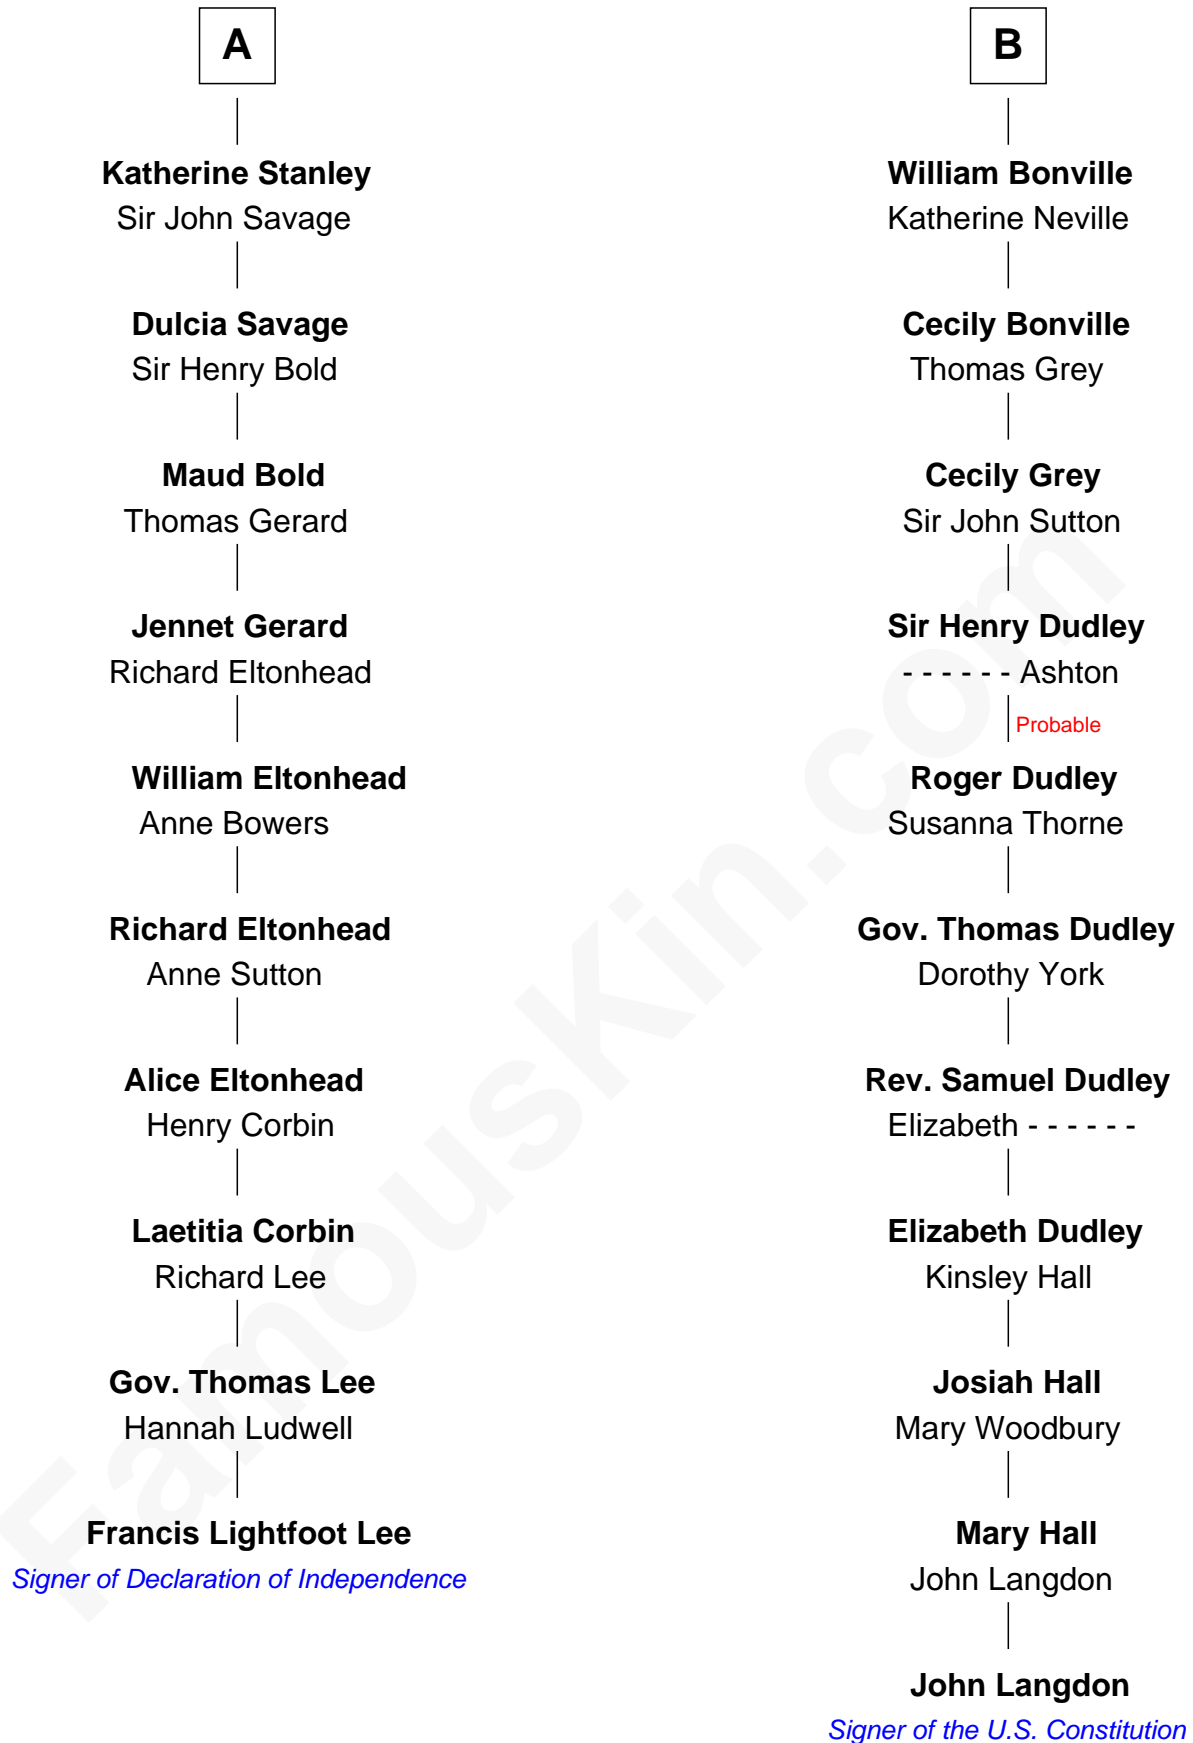 A
Katherine Stanley
Sir John Savage
Dulcia Savage
Sir Henry Bold
Maud Bold
Thomas Gerard
Jennet Gerard
Richard Eltonhead
William Eltonhead
Anne Bowers
Richard Eltonhead
Anne Sutton
Alice Eltonhead
Henry Corbin
Laetitia Corbin
Richard Lee
Gov. Thomas Lee
Hannah Ludwell
Francis Lightfoot Lee
Signer of Declaration of Independence
B
William Bonville
Katherine Neville
Cecily Bonville
Thomas Grey
Cecily Grey
Sir John Sutton
Sir Henry Dudley
- - - - - - Ashton
Probable
Roger Dudley
Susanna Thorne
Gov. Thomas Dudley
Dorothy York
Rev. Samuel Dudley
Elizabeth - - - - - -
Elizabeth Dudley
Kinsley Hall
Josiah Hall
Mary Woodbury
Mary Hall
John Langdon
John Langdon
Signer of the U.S. Constitution
FamousKin.com